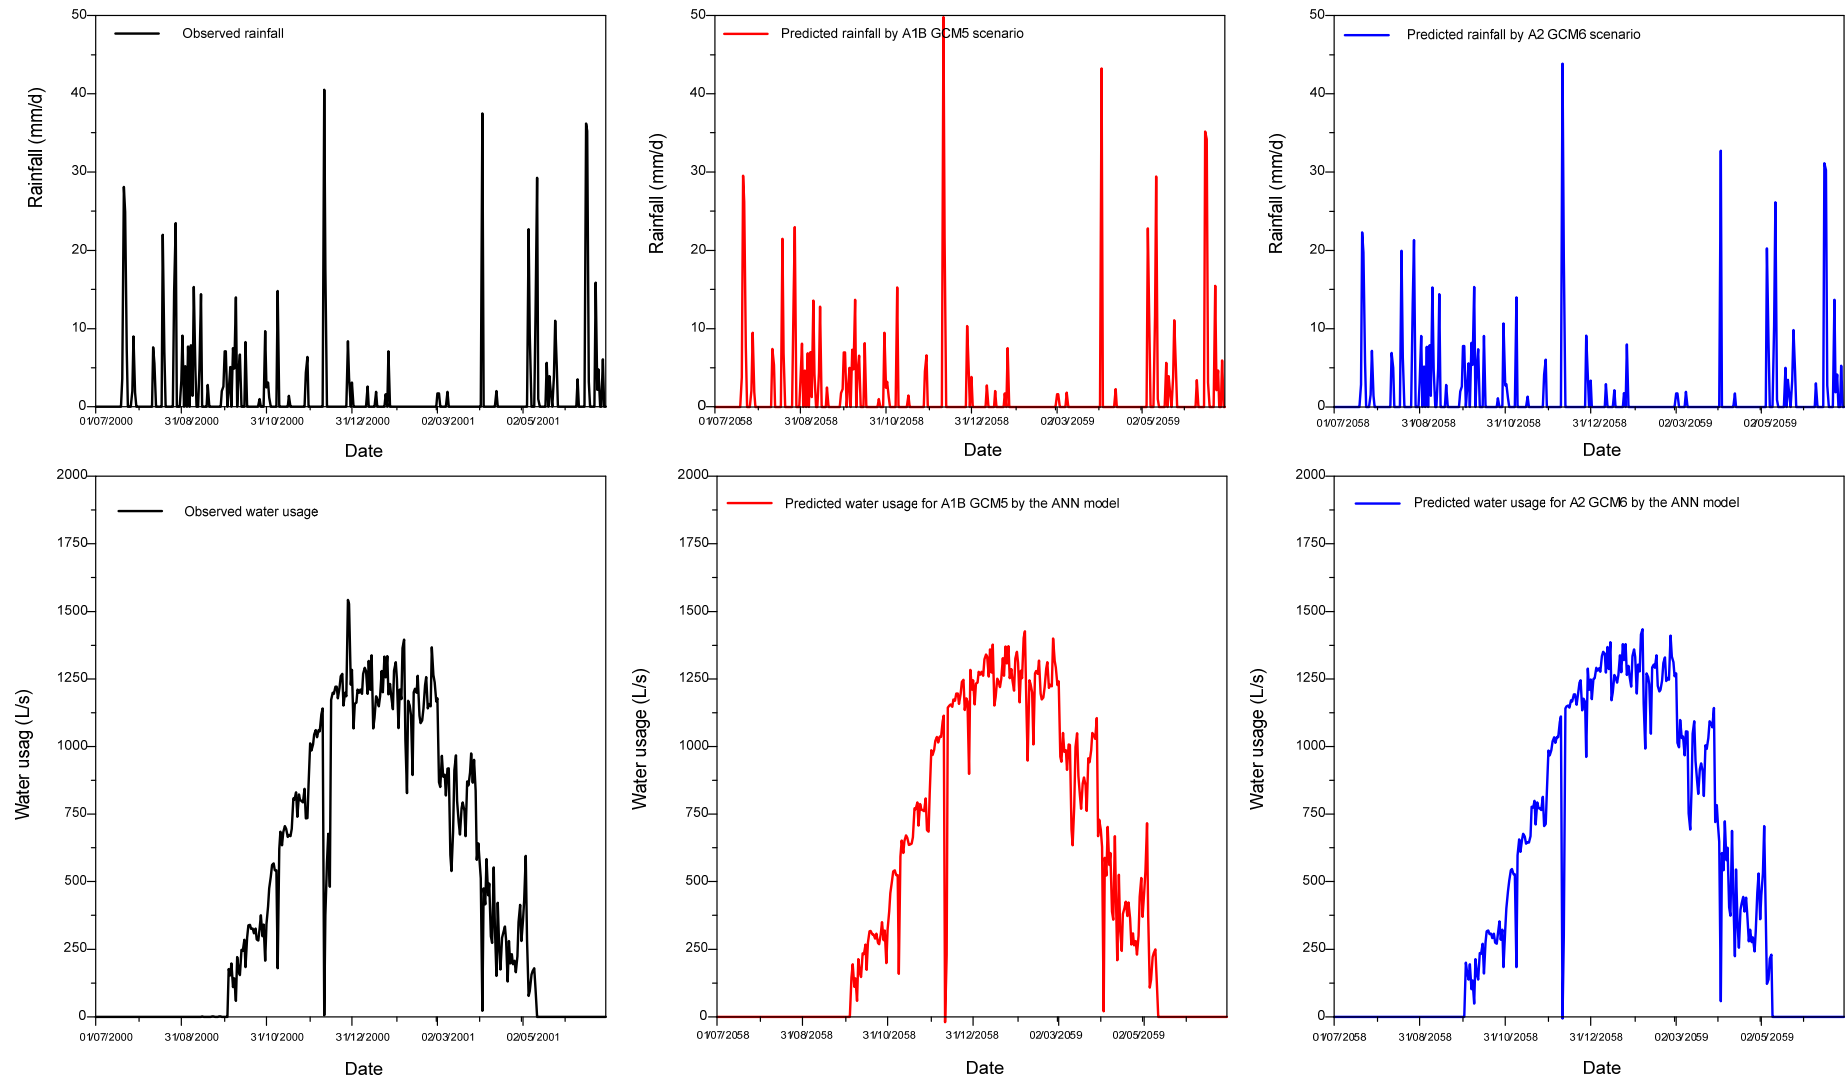 Observed rainfall
Rainfall (mm/d)
50
40
30
20
10
0
01/07/2000 31/08/2000 31/10/2000 31/12/2000 02/03/2001 02/05/2001
Date
Predicted rainfall by A1B GCM5 scenario
Rainfall (mm/d)
50
40
30
20
10
0
01/07/2058 31/08/2058 31/10/2058 31/12/2058 02/03/2059 02/05/2059
Date
Predicted rainfall by A2 GCM6 scenario
Rainfall (mm/d)
50
40
30
20
10
0
01/07/2058 31/08/2058 31/10/2058 31/12/2058 02/03/2059 02/05/2059
Date
Observed water usage
Water usag (L/s)
2000
1750
1500
1250
1000
750
500
250
0
01/07/2000 31/08/2000 31/10/2000 31/12/2000 02/03/2001 02/05/2001
Date
Predicted water usage for A1B GCM5 by the ANN model
Water usage (L/s)
2000
1750
1500
1250
1000
750
500
250
0
01/07/2058 31/08/2058 31/10/2058 31/12/2058 02/03/2059 02/05/2059
Date
Predicted water usage for A2 GCM6 by the ANN model
Water usage (L/s)
2000
1750
1500
1250
1000
750
500
250
0
01/07/2058 31/08/2058 31/10/2058 31/12/2058 02/03/2059 02/05/2059
Date